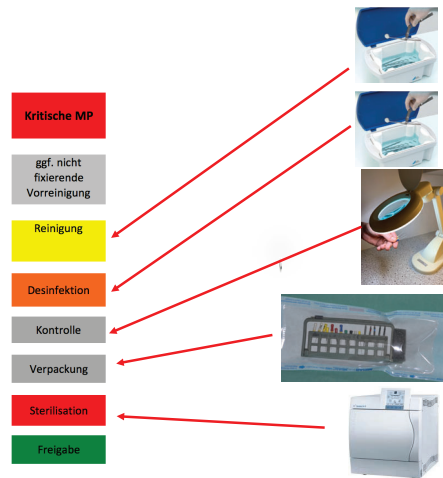 Kritische MP
ggf. nicht
fixierende
Vorreinigung
Reinigung
Desinfektion
Kontrolle
Verpackung
Sterilisation
Freigabe